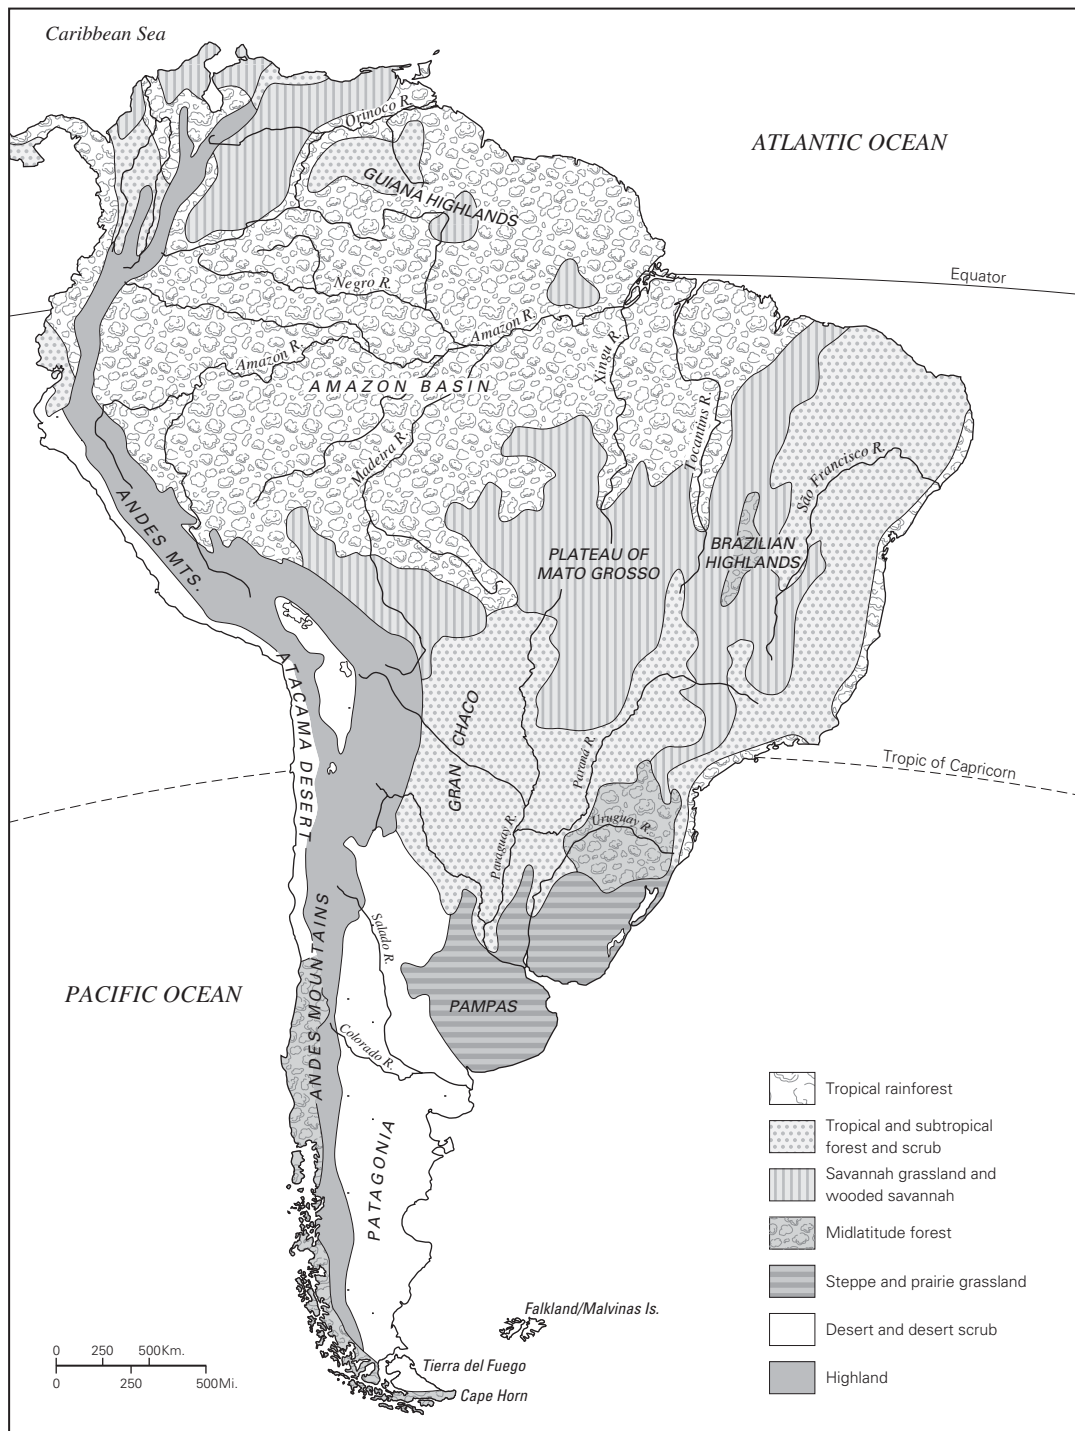 Caribbean Sea
ATLANTIC OCEAN
Orinoco R.
GUIANA HIGHLANDS
Equator
Negro R.
Amazon R.
Amazon R.
Xingu R.
AMAZON BASIN
Tocantins R.
Madeira R.
São Francisco R.
ANDES MTS.
PLATEAU OF
MATO GROSSO
BRAZILIAN
HIGHLANDS
ATACAMA DESERT
GRAN CHACO
Paraná R.
Tropic of Capricorn
Paraguay R.
Uruguay R.
Salado R.
ANDES MOUNTAINS
PACIFIC OCEAN
PAMPAS
Colorado R.
PATAGONIA
Tropical rainforest
Tropical and subtropical
forest and scrub
Savannah grassland and
wooded savannah
Midlatitude forest
Steppe and prairie grassland
Desert and desert scrub
Highland
Falkland/Malvinas Is.
Tierra del Fuego
Cape Horn
0 250 500Km.
0 250 500Mi.